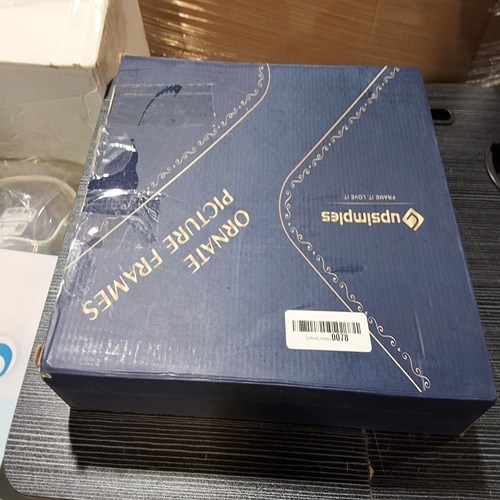 upsimples
FRAME IT, LOVE IT
ORNATE
PICTURE FRAMES
0078